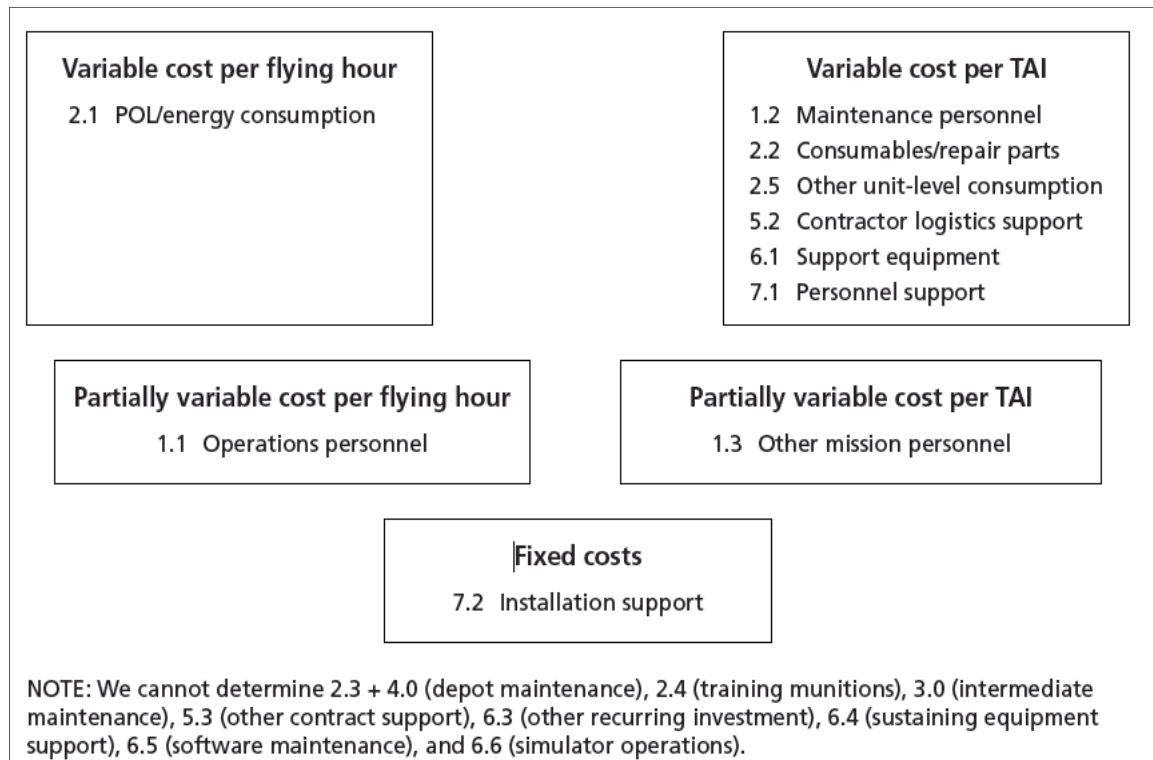 Variable cost per flying hour
2.1 POL/energy consumption
Variable cost per TAI
1.2 Maintenance personnel
2.2 Consumables/repair parts
2.5 Other unit-level consumption
5.2 Contractor logistics support
6.1 Support equipment
7.1 Personnel support
Partially variable cost per flying hour
1.1 Operations personnel
Partially variable cost per TAI
1.3 Other mission personnel
Fixed costs
7.2 Installation support
NOTE: We cannot determine 2.3 + 4.0 (depot maintenance), 2.4 (training munitions), 3.0 (intermediate
maintenance), 5.3 (other contract support), 6.3 (other recurring investment), 6.4 (sustaining equipment
support), 6.5 (software maintenance), and 6.6 (simulator operations).